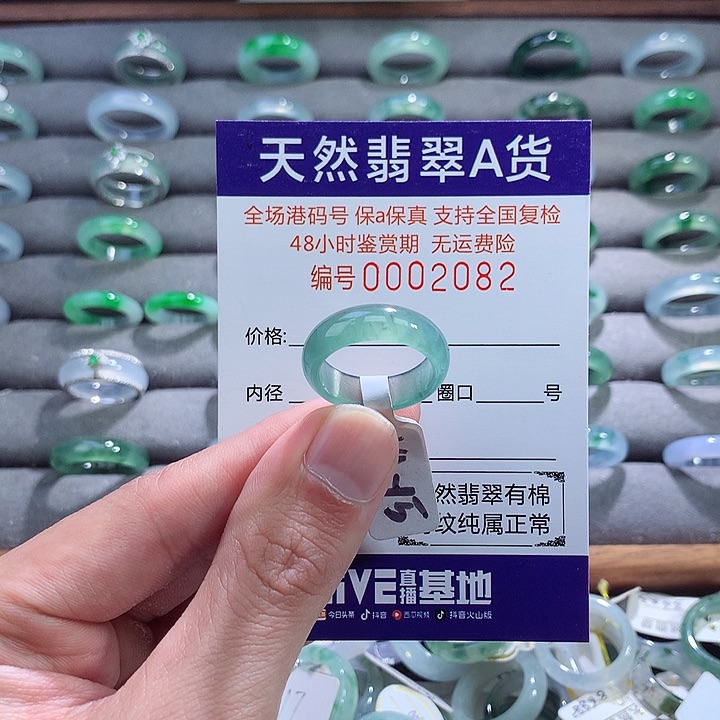 天然翡翠A货
全场港码号 保a保真 支持全国复检
48小时鉴赏期 无运费险
编号0002082
价格:
内径 圈口 号
然翡翠有棉
纹纯属正常
IVE直播基地
今日头条 抖音 西瓜视频 抖音火山版